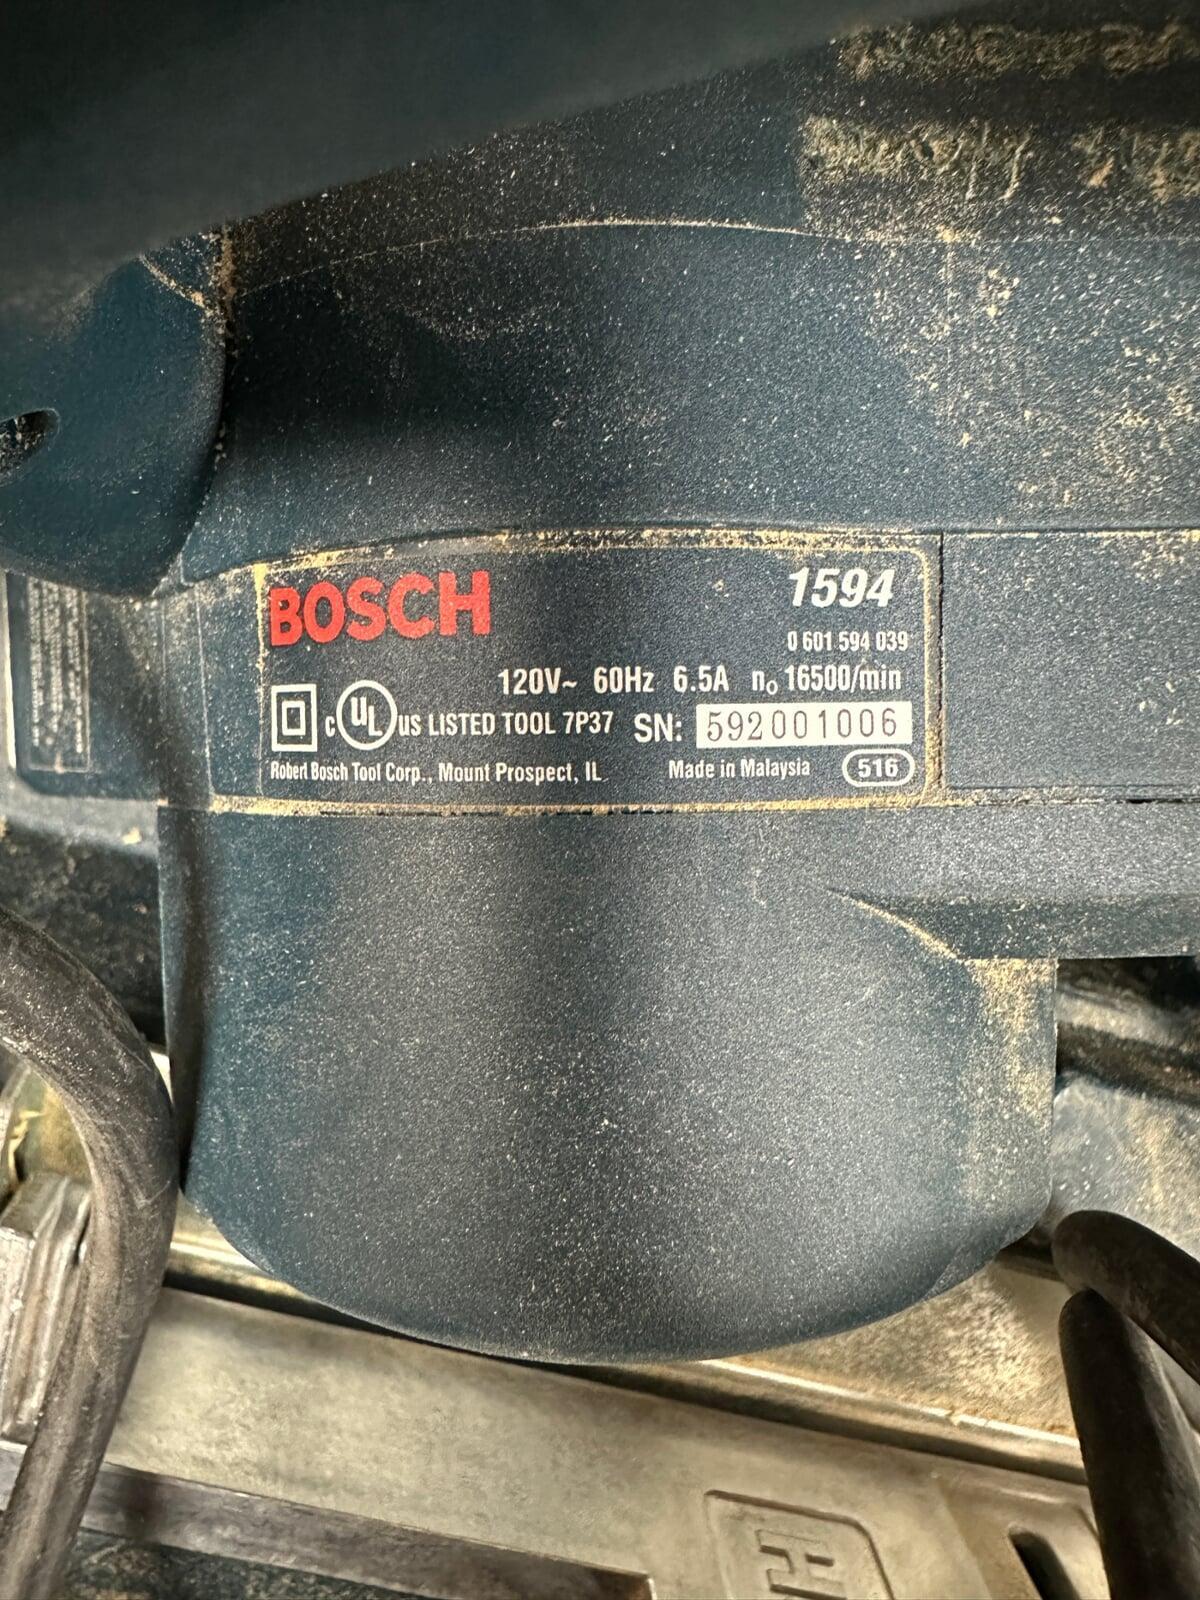 BOSCH
1594
0 601 594 039
120V~ 60Hz 6.5A no 16500/min
c UL us LISTED TOOL 7P37 SN: 592001006
Robert Bosch Tool Corp., Mount Prospect, IL Made in Malaysia 516
H